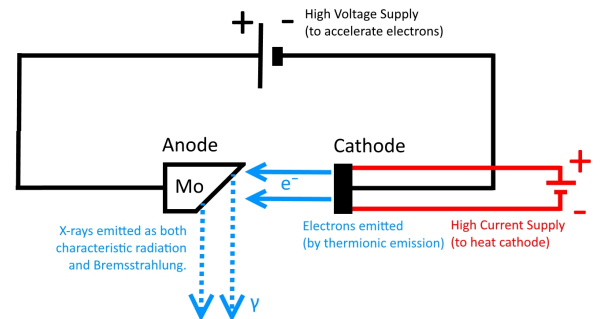 + -
High Voltage Supply
(to accelerate electrons)
Anode
Cathode
Mo
e⁻
+
-
X-rays emitted as both
characteristic radiation
and Bremsstrahlung.
Electrons emitted
(by thermionic emission)
High Current Supply
(to heat cathode)
γ